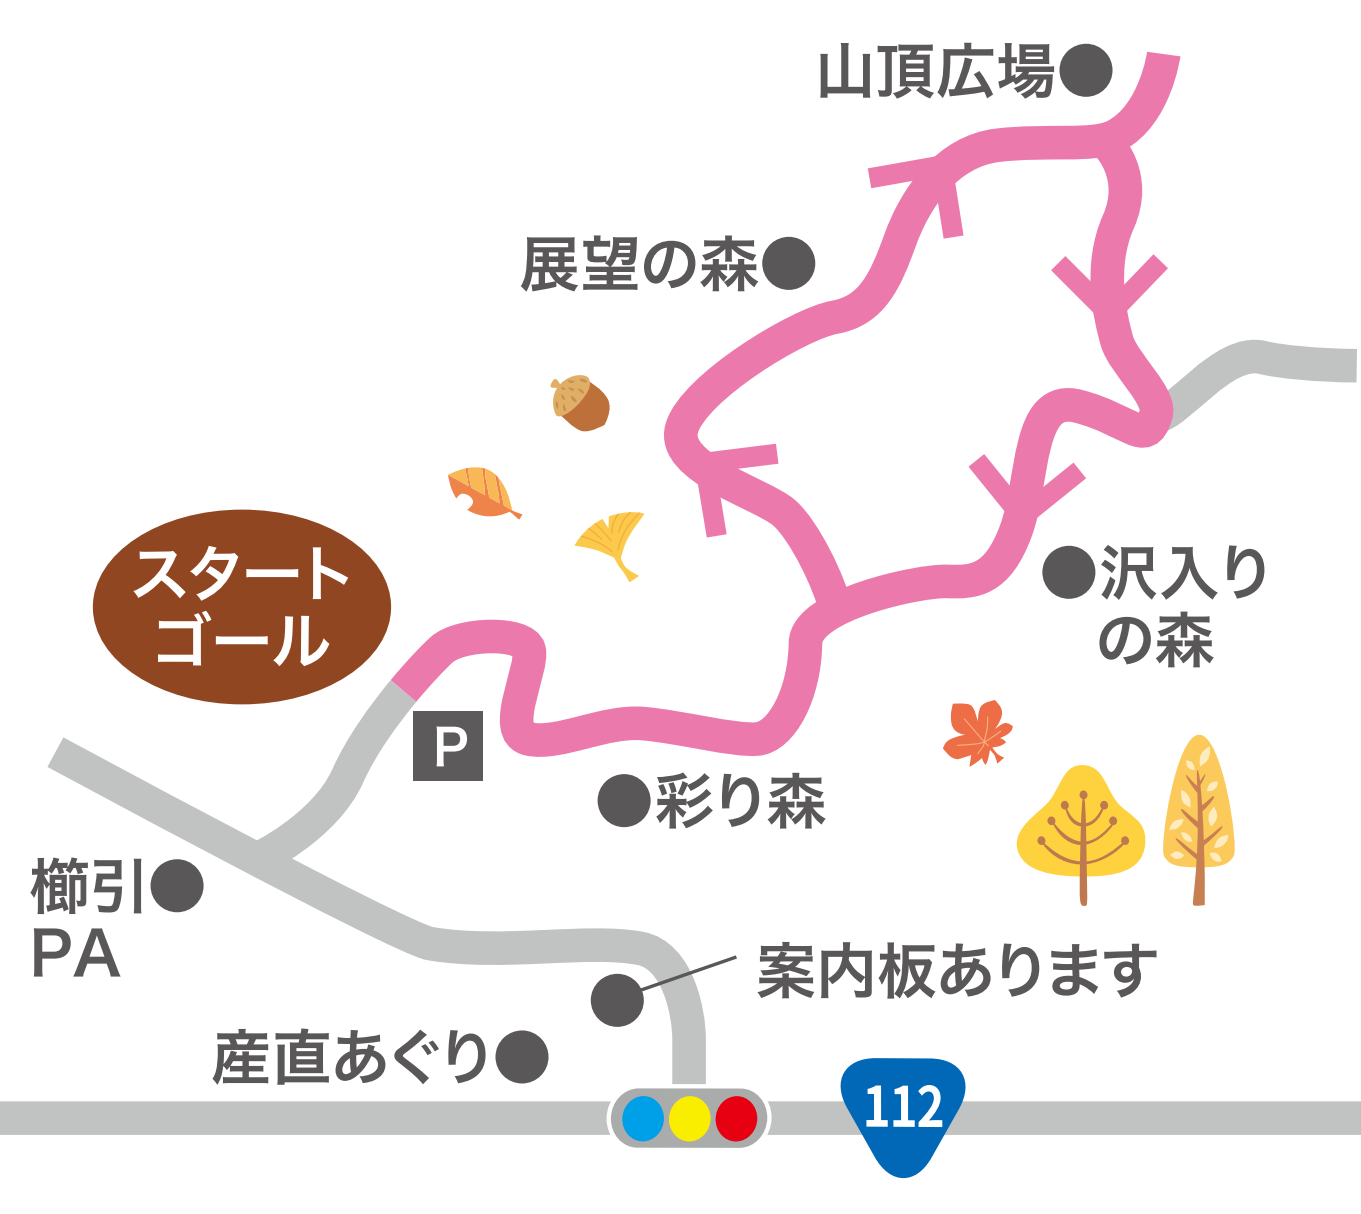 山頂広場
展望の森
スタート
ゴール
沢入り
の森
P
彩り森
櫛引
PA
案内板あります
産直あぐり
112